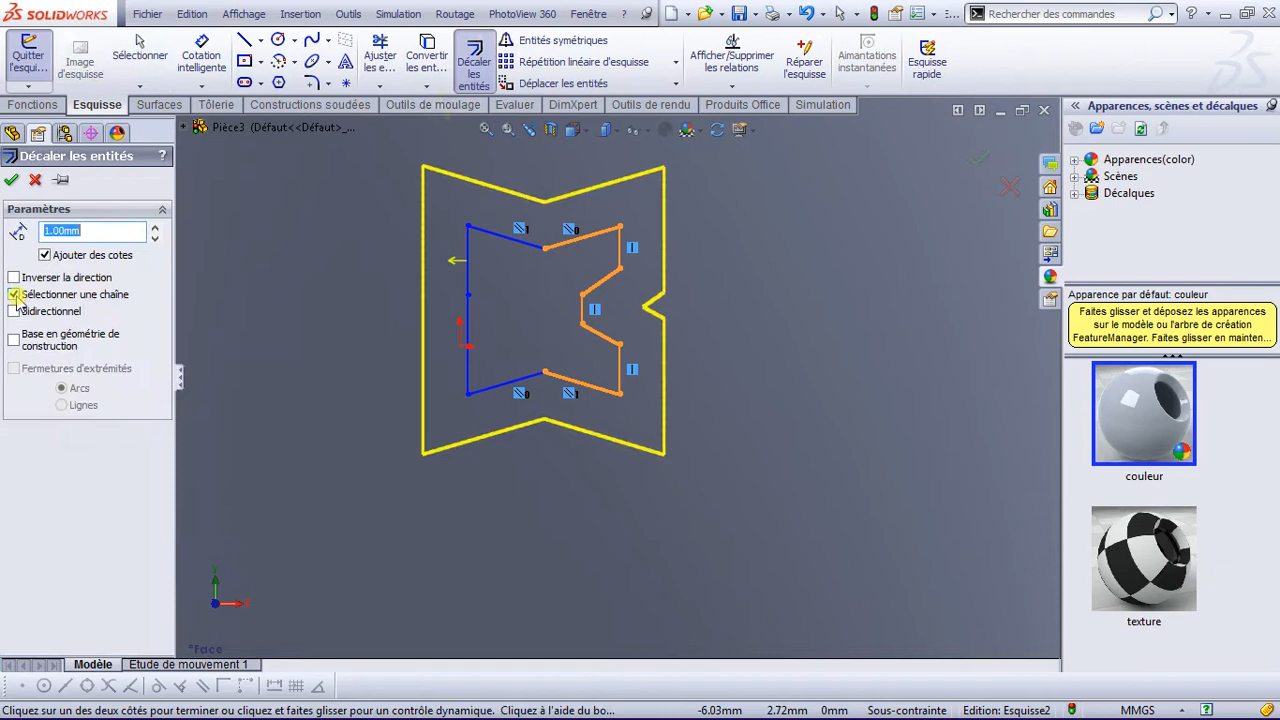 SOLIDWORKS Fichier Edition Affichage Insertion Outils Simulation Routage PhotoView 360 Fenêtre ? Rechercher des commandes ?
Quitter l'esqui...
Image d'esquisse
Sélectionner
Cotation intelligente
Ajuster les e...
Convertir les ent...
Décaler les entités
Entités symétriques
Répétition linéaire d'esquisse
Déplacer les entités
Afficher/Supprimer les relations
Réparer l'esquisse
Aimantations instantanées
Esquisse rapide
Fonctions Esquisse Surfaces Tôlerie Constructions soudées Outils de moulage Evaluer DimXpert Outils de rendu Produits Office Simulation
Pièce3 (Défaut<<Défaut>_...
Décaler les entités ?
Paramètres
1.00mm
Ajouter des cotes
Inverser la direction
Sélectionner une chaîne
Bidirectionnel
Base en géométrie de
construction
Fermetures d'extrémités
Arcs
Lignes
1 0
0 1
Y
X
*Face
Apparences, scènes et décalques
Apparences(color)
Scènes
Décalques
Apparence par défaut: couleur
Faites glisser et déposez les apparences
sur le modèle ou l'arbre de création
FeatureManager. Faites glisser en mainten...
couleur
texture
Modèle Etude de mouvement 1
Cliquez sur un des deux côtés pour terminer ou cliquez et faites glisser pour un contrôle dynamique. Cliquez à l'aide du bo... -6.03mm 2.72mm 0mm Sous-contrainte Edition: Esquisse2 MMGS ?